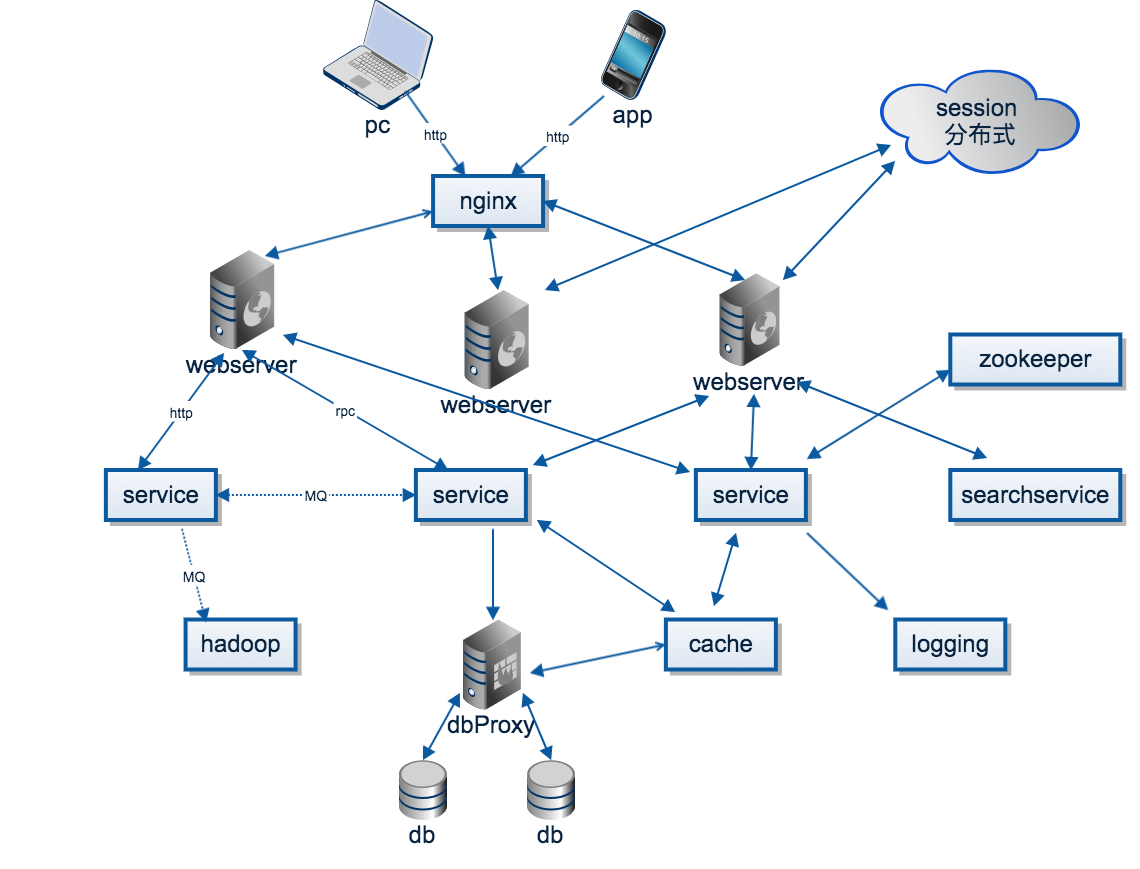 pc
app
http
http
session
分布式
nginx
webserver
webserver
webserver
zookeeper
http
rpc
service
MQ
service
service
searchservice
MQ
hadoop
cache
logging
dbProxy
db
db